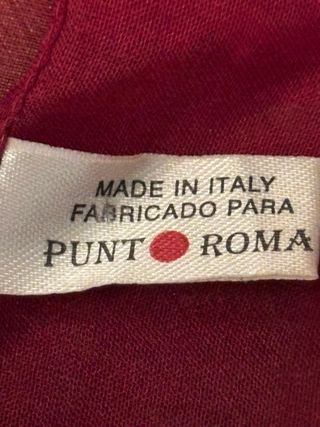 MADE IN ITALY
FABRICADO PARA
PUNT ROMA